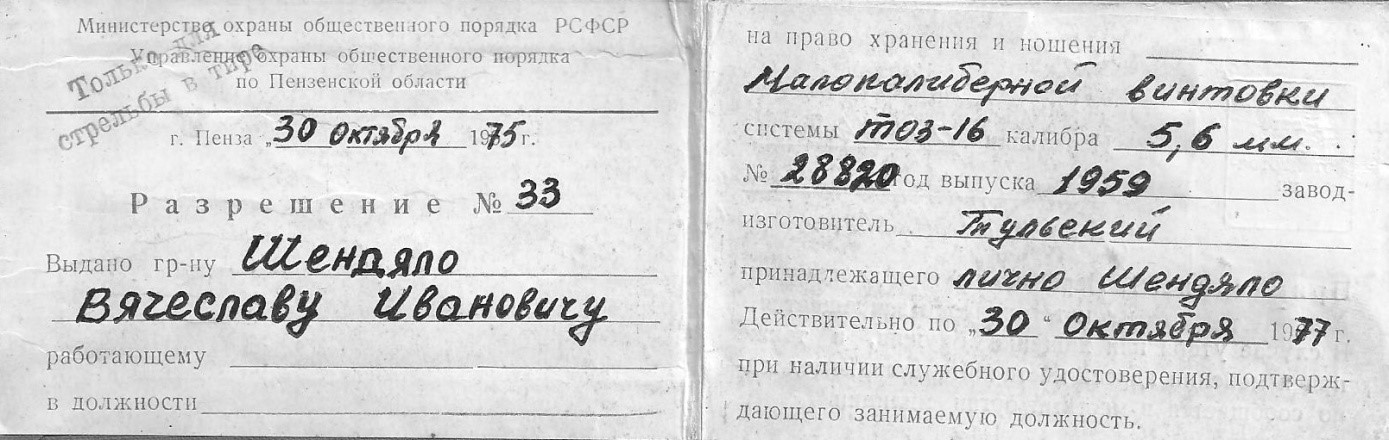 Министерство охраны общественного порядка РСФСР
Управление охраны общественного порядка
по Пензенской области
Только для
стрельбы в тире
г. Пенза „30 Октября 1975 г.
Разрешение № 33
Выдано гр-ну Шендяло
Вячеславу Ивановичу
работающему
в должности
на право хранения и ношения
Малокалиберной винтовки
системы ТОЗ-16 калибра 5,6 мм.
№ 28820 год выпуска 1959 завод-
изготовитель Тульский
принадлежащего лично Шендяло
Действительно по „30“ Октября 1977 г.
при наличии служебного удостоверения, подтверж-
дающего занимаемую должность.